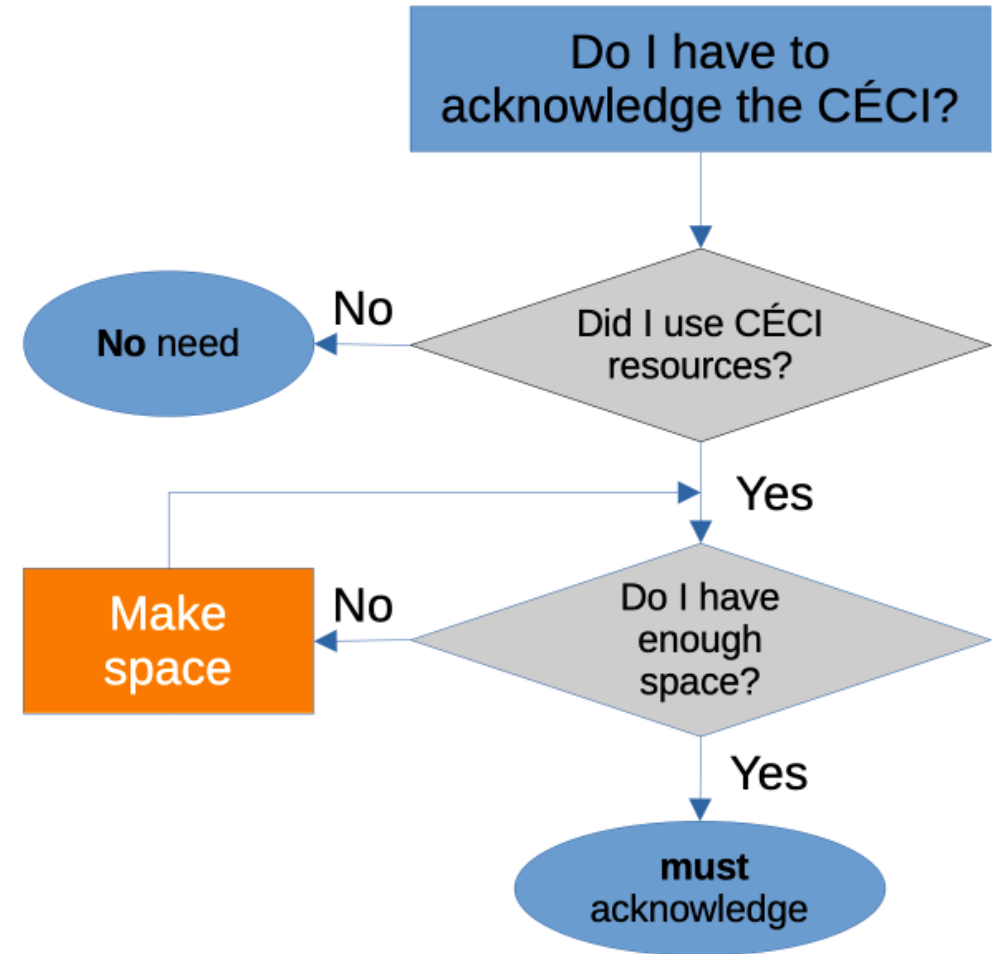 Do I have to
acknowledge the CÉCI?
No
Did I use CÉCI
resources?
No need
Yes
No
Do I have
enough
space?
Make
space
Yes
must
acknowledge